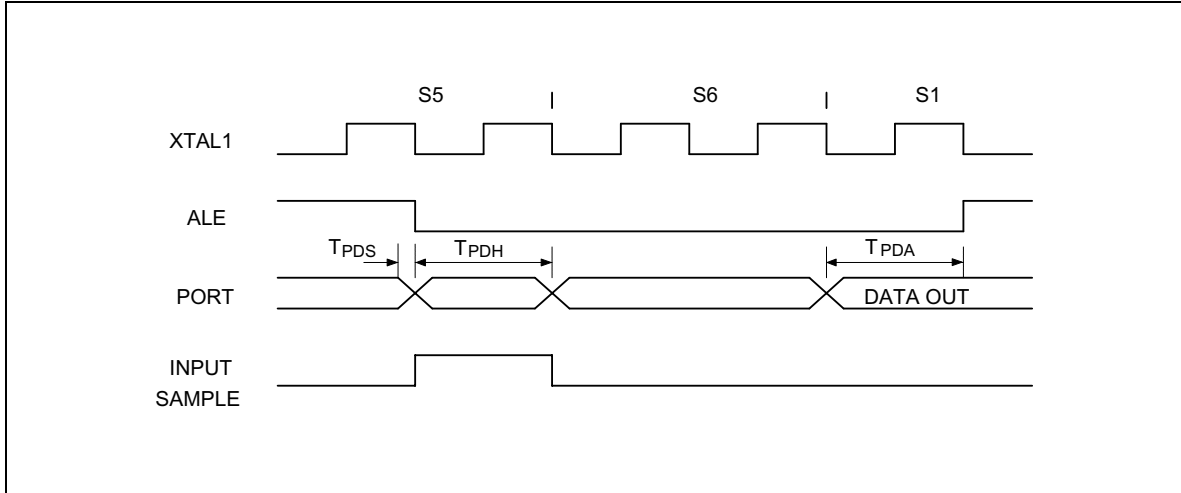 S5 S6 S1
XTAL1
ALE
TPDS TPDH TPDA
PORT DATA OUT
INPUT
SAMPLE